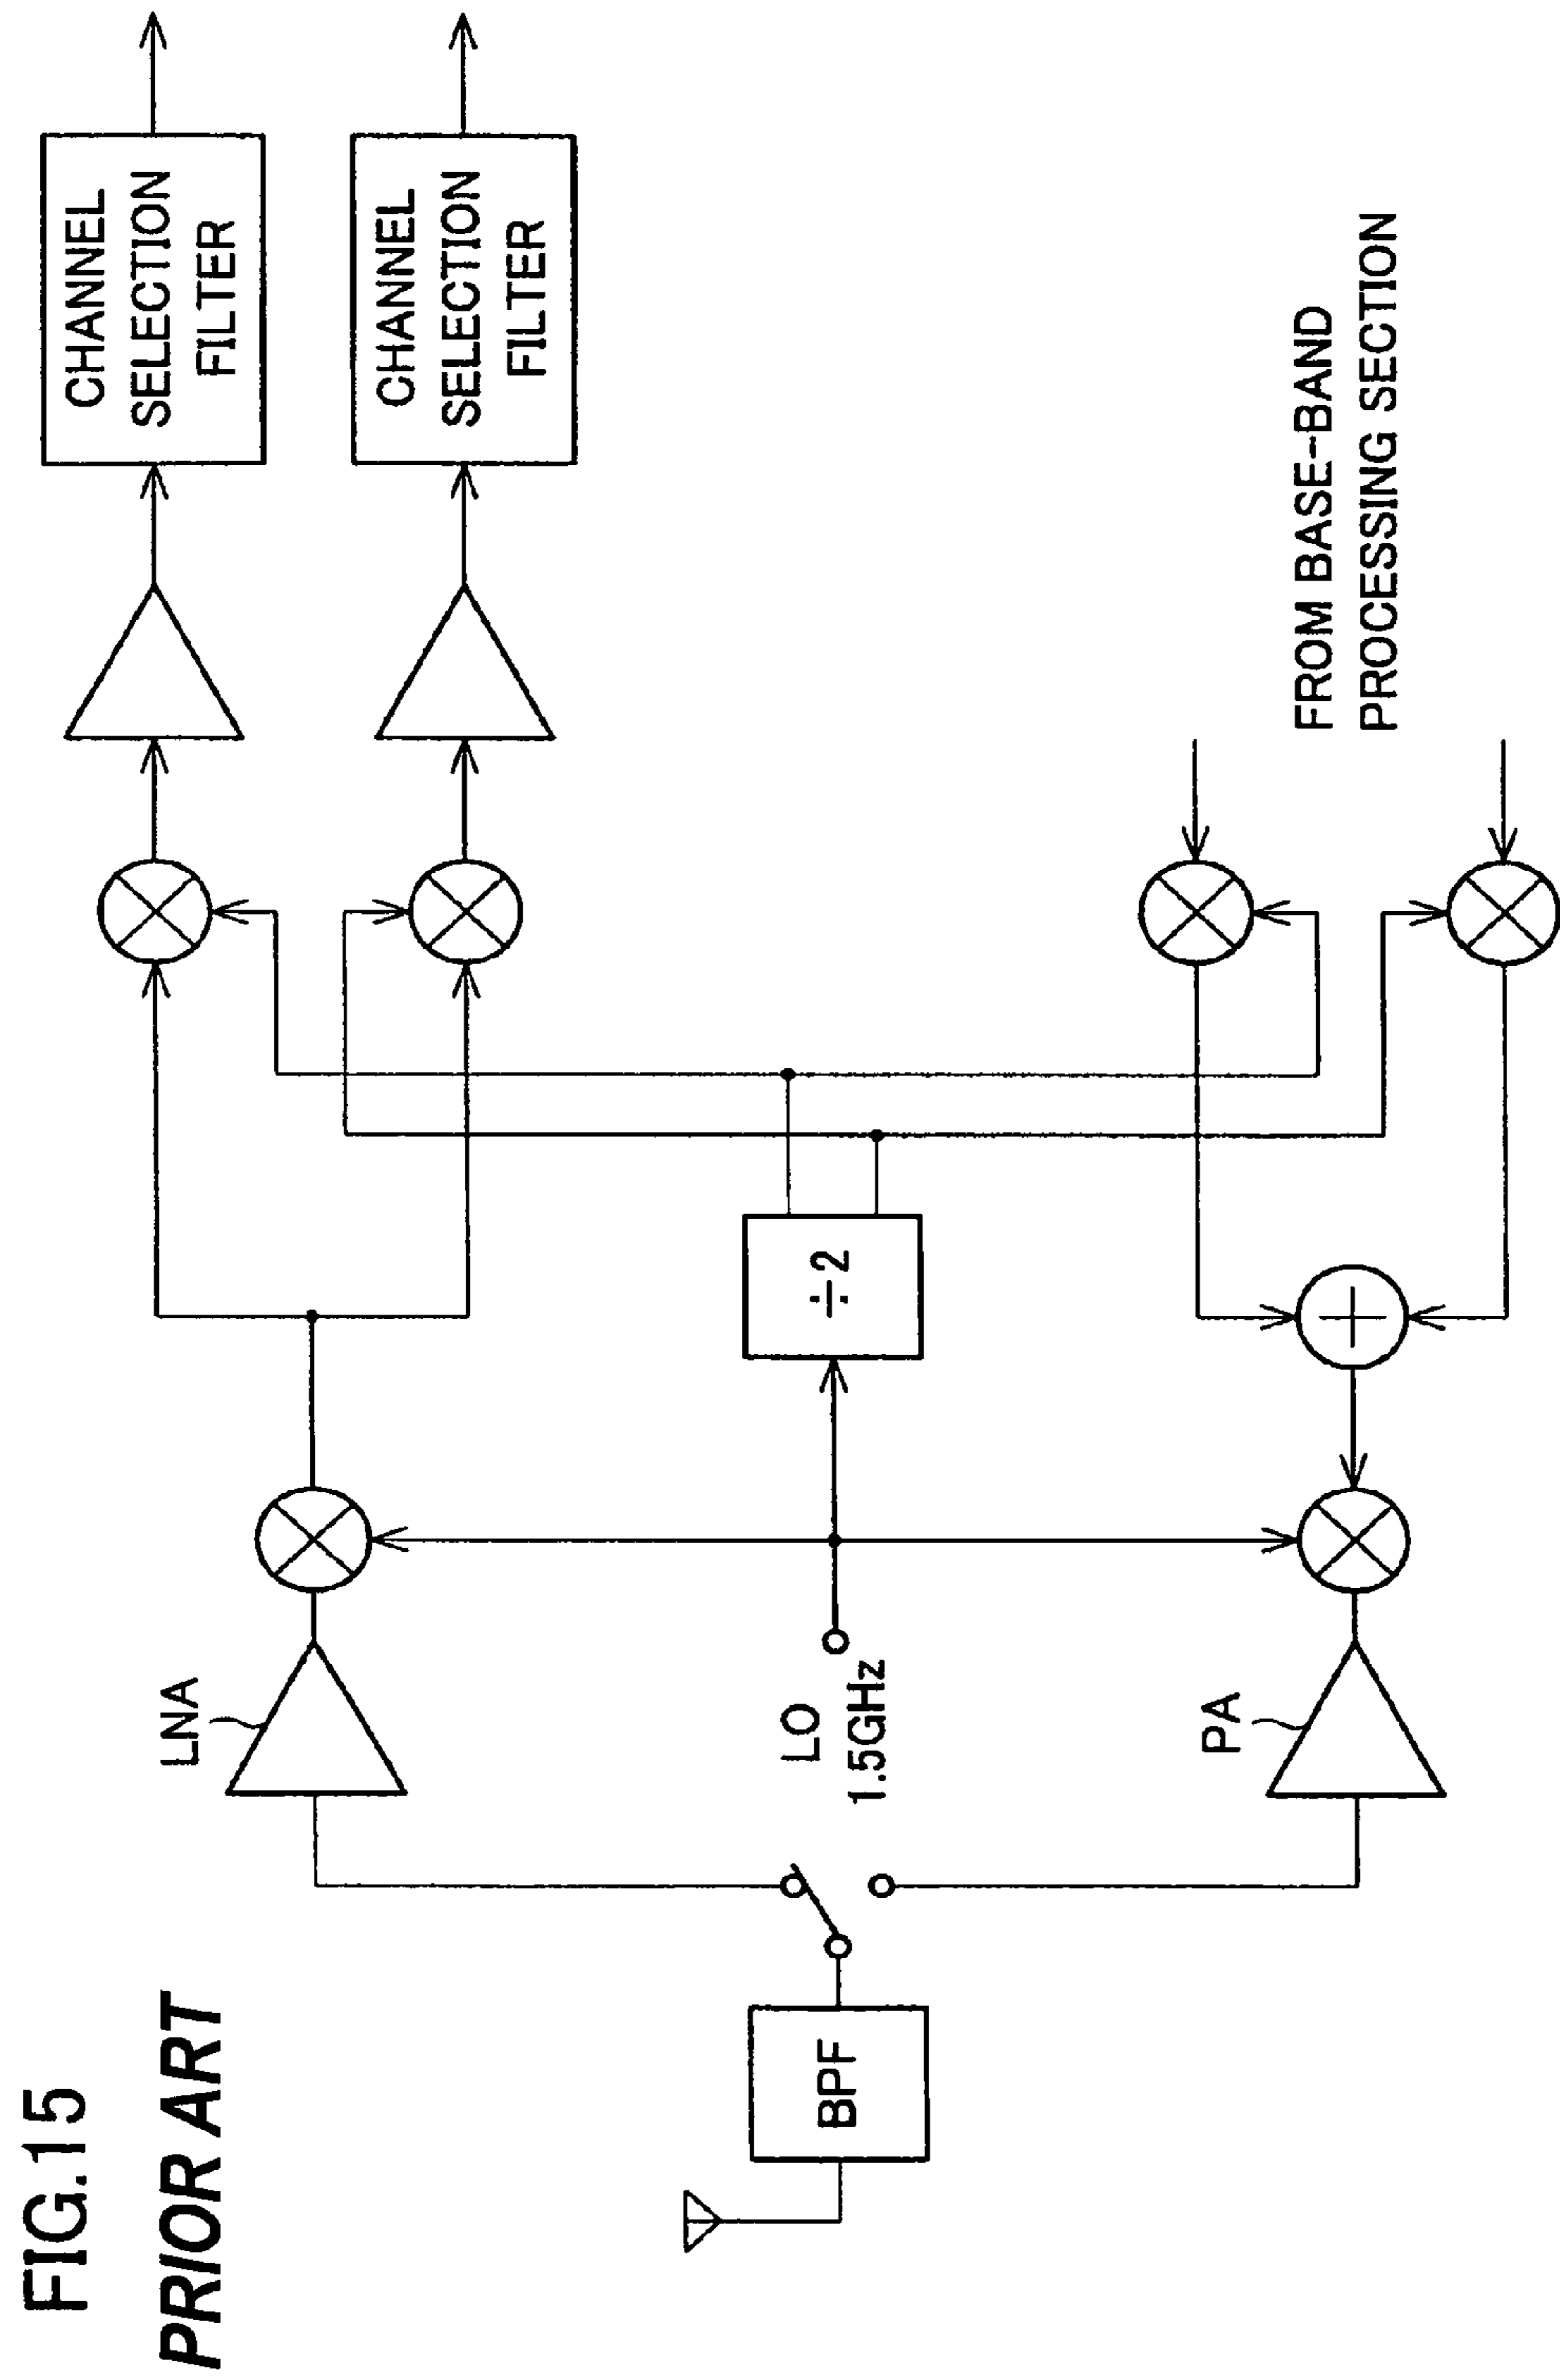 FIG.15
PRIOR ART
CHANNEL
SELECTION
FILTER
CHANNEL
SELECTION
FILTER
LNA
BPF
LO
1.5GHz
÷2
PA
FROM BASE-BAND
PROCESSING SECTION